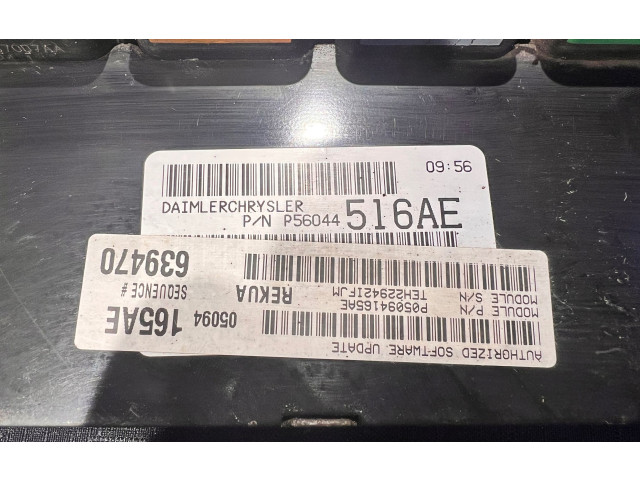 09:56
DAIMLERCHRYSLER
P/N P56044 516AE
AUTHORIZED SOFTWARE UPDATE
MODULE P/N
P05094165AE
MODULE S/N
TEH22942IFJM
REKUA
05094
165AE
SEQUENCE #
639470